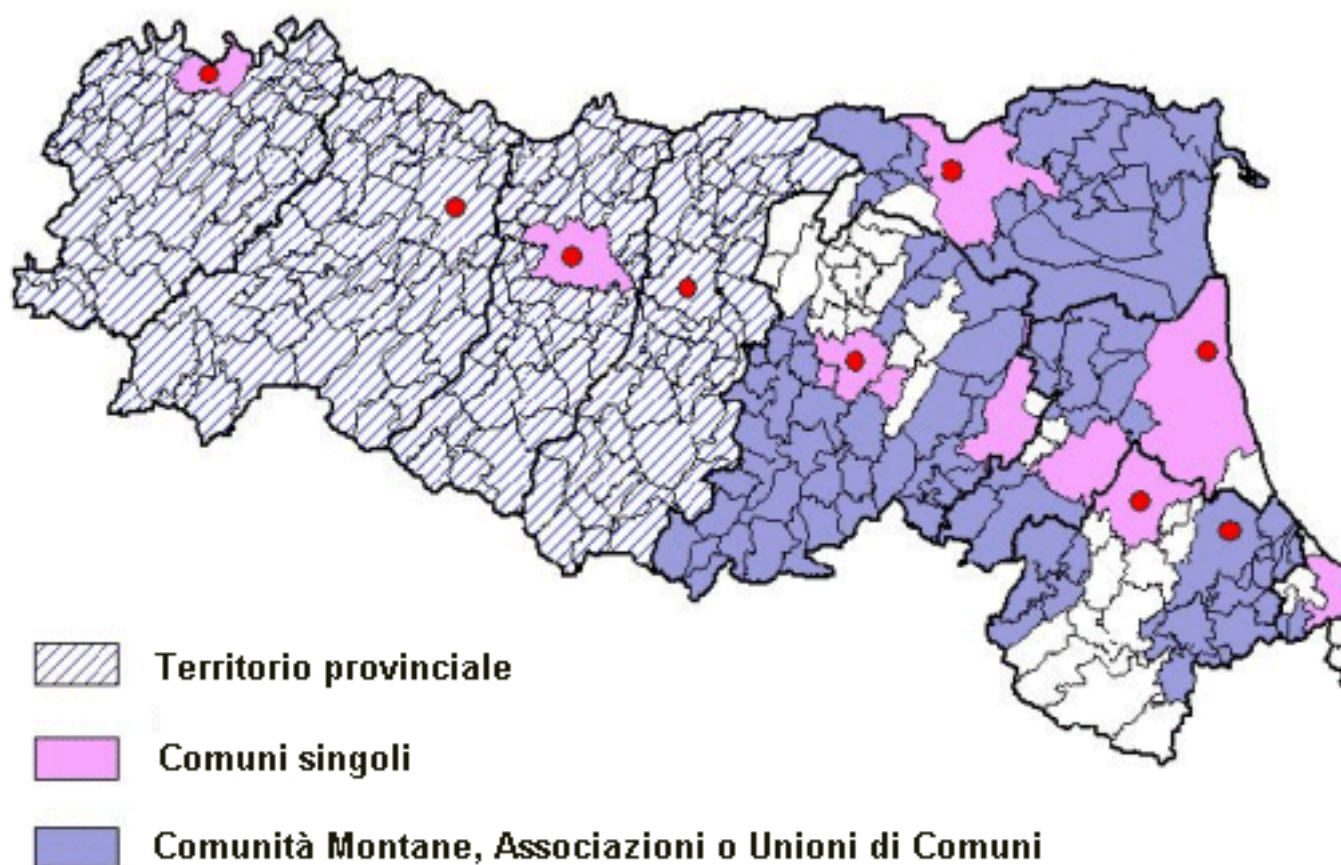 Territorio provinciale
Comuni singoli
Comunità Montane, Associazioni o Unioni di Comuni